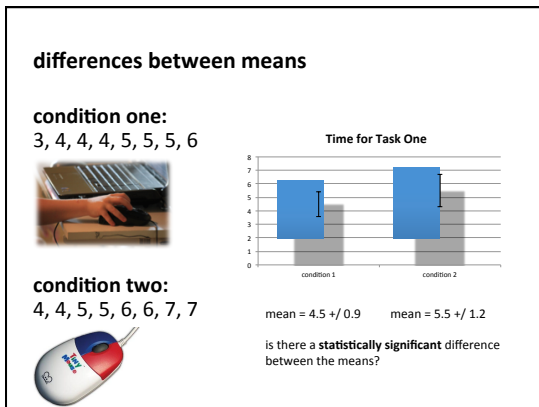 differences between means
condition one:
3, 4, 4, 4, 5, 5, 5, 6
condition two:
4, 4, 5, 5, 6, 6, 7, 7
TINY
Mouse
Time for Task One
8
7
6
5
4
3
2
1
0
condition 1 condition 2
mean = 4.5 +/ 0.9 mean = 5.5 +/ 1.2
is there a statistically significant difference
between the means?